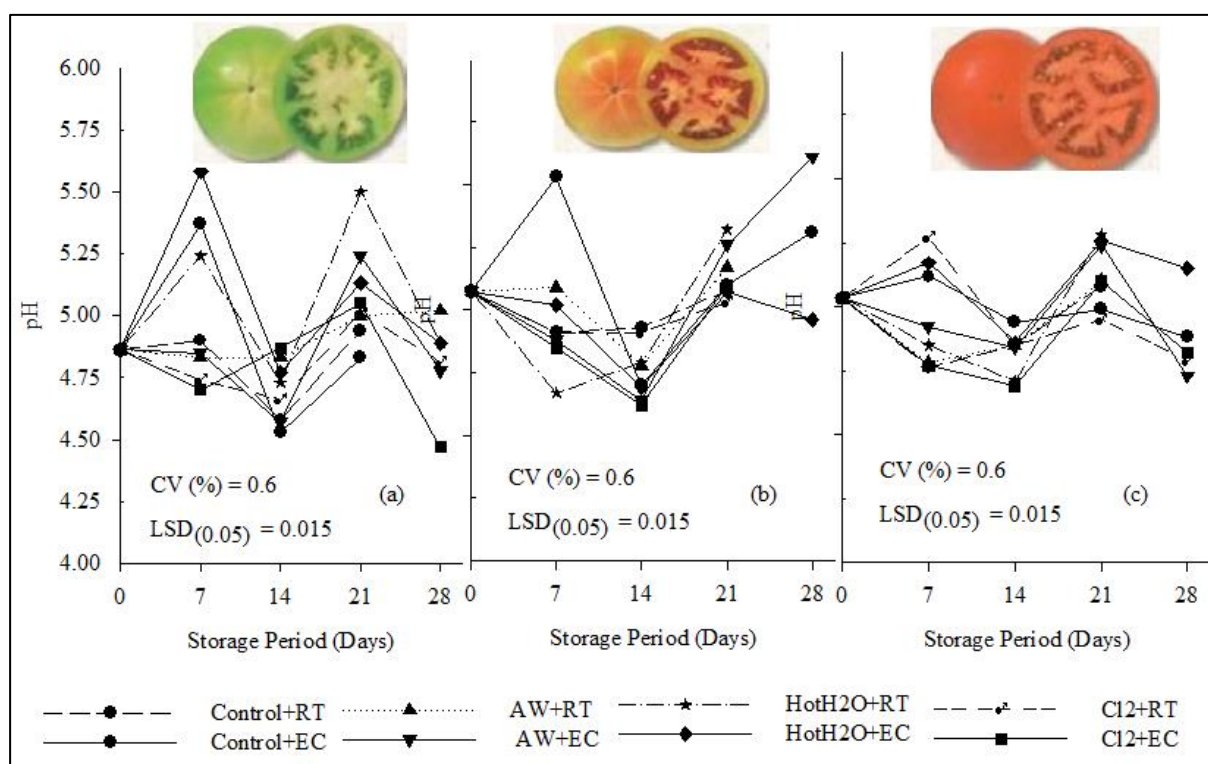 6.00
5.75
5.50
5.25
5.00
4.75
4.50
4.25
4.00
pH
pH
pH
CV (%) = 0.6
(a)
LSD(0.05) = 0.015
CV (%) = 0.6
(b)
LSD(0.05) = 0.015
CV (%) = 0.6
(c)
LSD(0.05) = 0.015
0 7 14 21 28
0 7 14 21 28
0 7 14 21 28
Storage Period (Days)
Storage Period (Days)
Storage Period (Days)
Control+RT
Control+EC
AW+RT
AW+EC
HotH2O+RT
HotH2O+EC
Cl2+RT
Cl2+EC